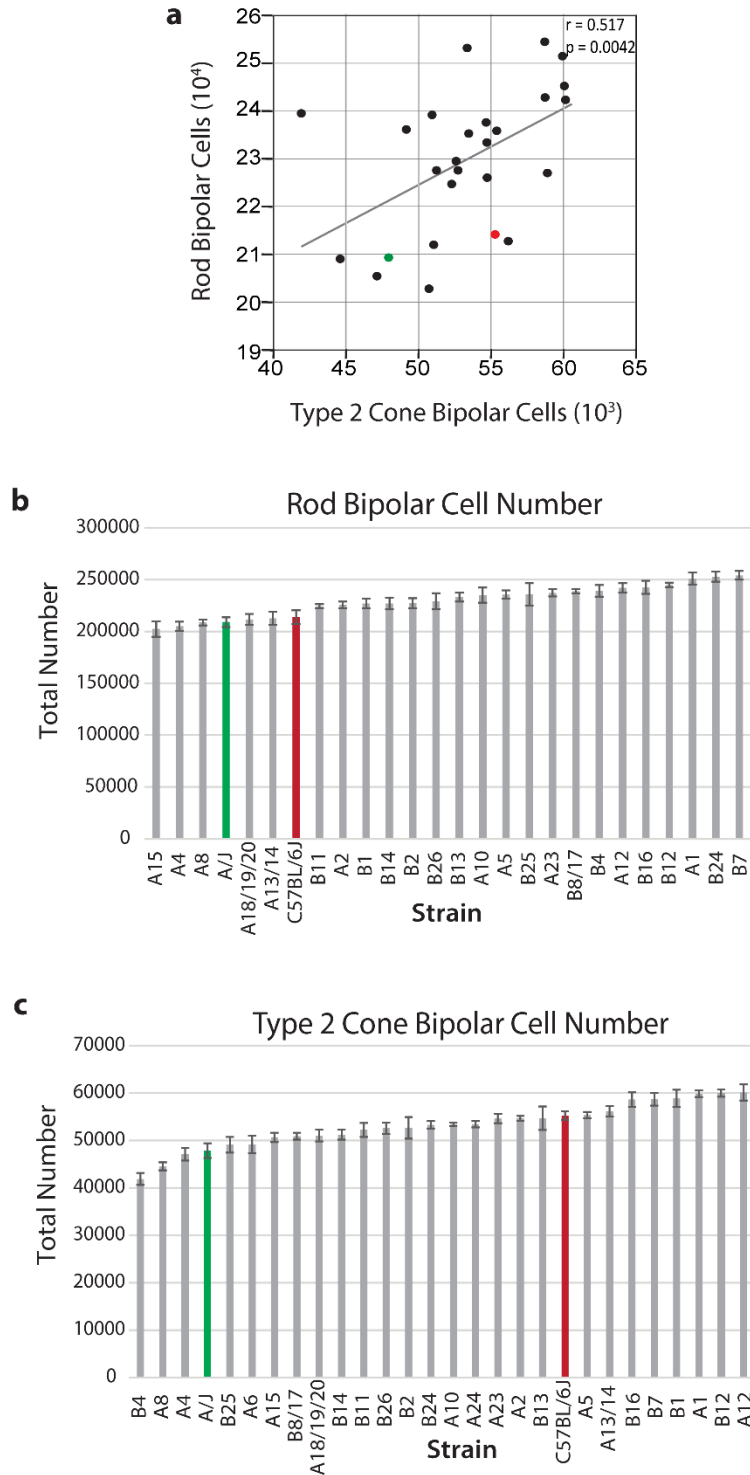 a
r = 0.517
p = 0.0042
26
25
24
23
22
21
20
19
Rod Bipolar Cells (10⁴)
40 45 50 55 60 65
Type 2 Cone Bipolar Cells (10³)
b
Rod Bipolar Cell Number
300000
250000
200000
150000
100000
50000
0
Total Number
A15 A4 A8 A/J A18/19/20 A13/14 C57BL/6J B11 A2 B1 B14 B2 B26 B13 A10 A5 B25 A23 B8/17 B4 A12 B16 B12 A1 B24 B7
Strain
c
Type 2 Cone Bipolar Cell Number
70000
60000
50000
40000
30000
20000
10000
0
Total Number
B4 A8 A4 A/J B25 A6 A15 B8/17 A18/19/20 B14 B11 B26 B2 B24 A10 A24 A23 A2 B13 C57BL/6J A5 A13/14 B16 B7 B1 A1 B12 A12
Strain